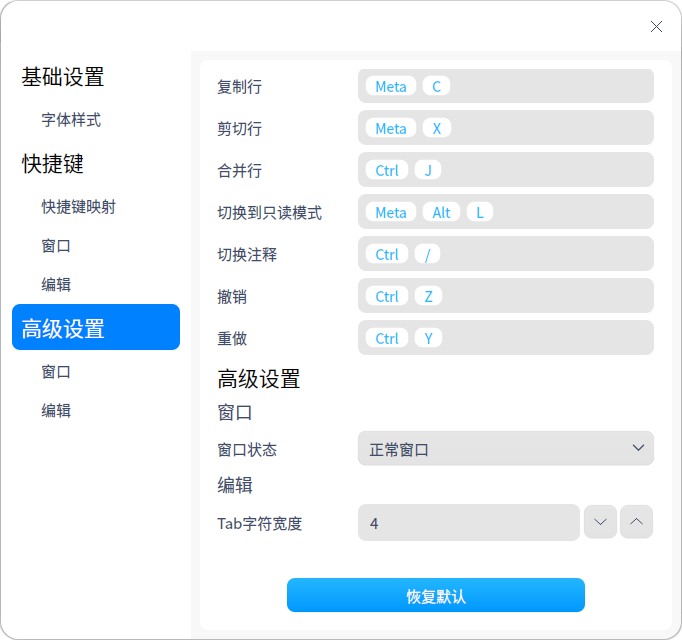 基础设置
字体样式
快捷键
快捷键映射
窗口
编辑
高级设置
窗口
编辑
复制行 Meta C
剪切行 Meta X
合并行 Ctrl J
切换到只读模式 Meta Alt L
切换注释 Ctrl /
撤销 Ctrl Z
重做 Ctrl Y
高级设置
窗口
窗口状态 正常窗口
编辑
Tab字符宽度 4
恢复默认